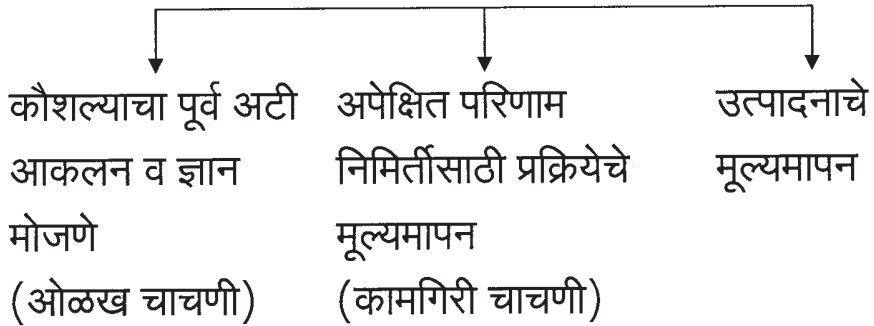 कौशल्याचा पूर्व अटी
आकलन व ज्ञान
मोजणे
(ओळख चाचणी)
अपेक्षित परिणाम
निमिर्तीसाठी प्रक्रियेचे
मूल्यमापन
(कामगिरी चाचणी)
उत्पादनाचे
मूल्यमापन